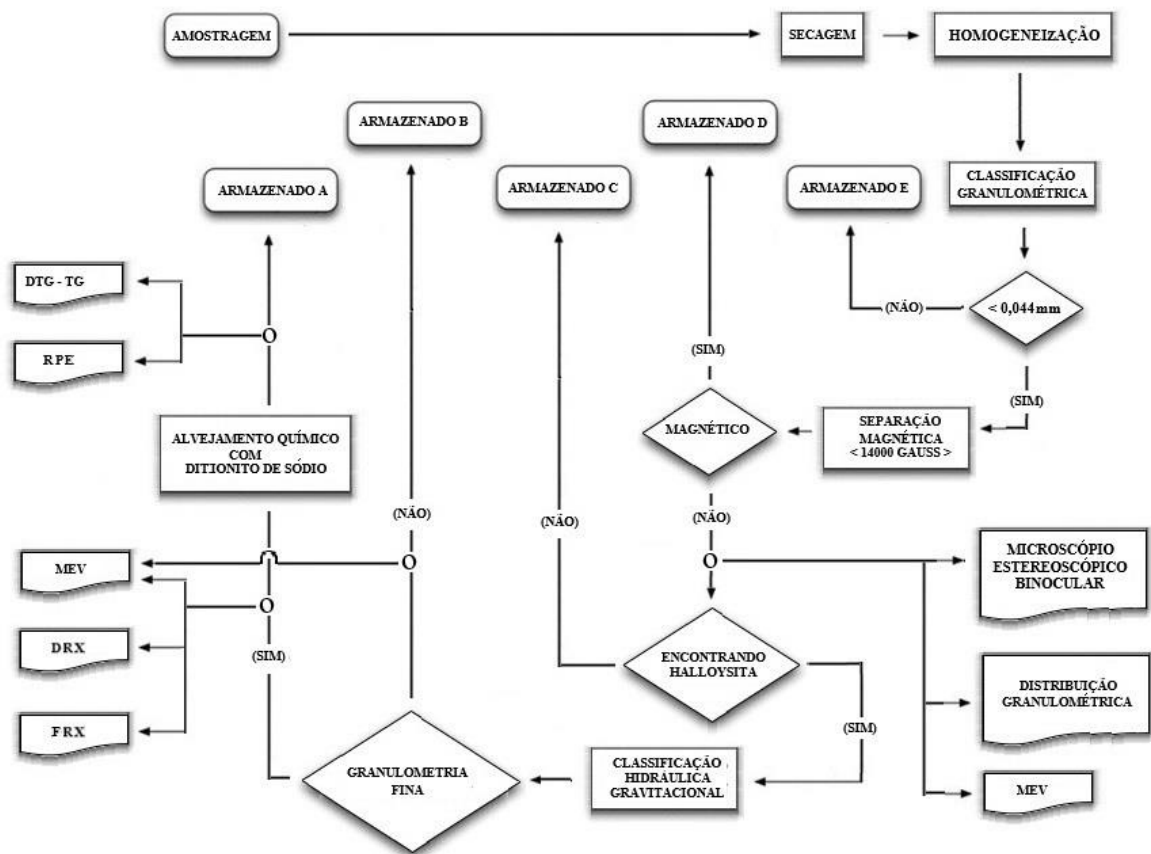 AMOSTRAGEM
SECAGEM
HOMOGENEIZAÇÃO
ARMAZENADO B
ARMAZENADO D
ARMAZENADO A
ARMAZENADO C
ARMAZENADO E
CLASSIFICAÇÃO
GRANULOMÉTRICA
DTG - TG
(NÃO)
< 0,044 mm
RPE
(SIM)
(SIM)
ALVEJAMENTO QUÍMICO
COM
DITIONITO DE SÓDIO
MAGNÉTICO
SEPARAÇÃO
MAGNÉTICA
< 14000 GAUSS >
(NÃO)
(NÃO)
(NÃO)
MEV
MICROSCÓPIO
ESTEREOSCÓPICO
BINOCULAR
O
O
O
O
DRX
(SIM)
ENCONTRANDO
HALLOYSITA
DISTRIBUIÇÃO
GRANULOMÉTRICA
FRX
(SIM)
GRANULOMETRIA
FINA
CLASSIFICAÇÃO
HIDRÁULICA
GRAVITACIONAL
MEV